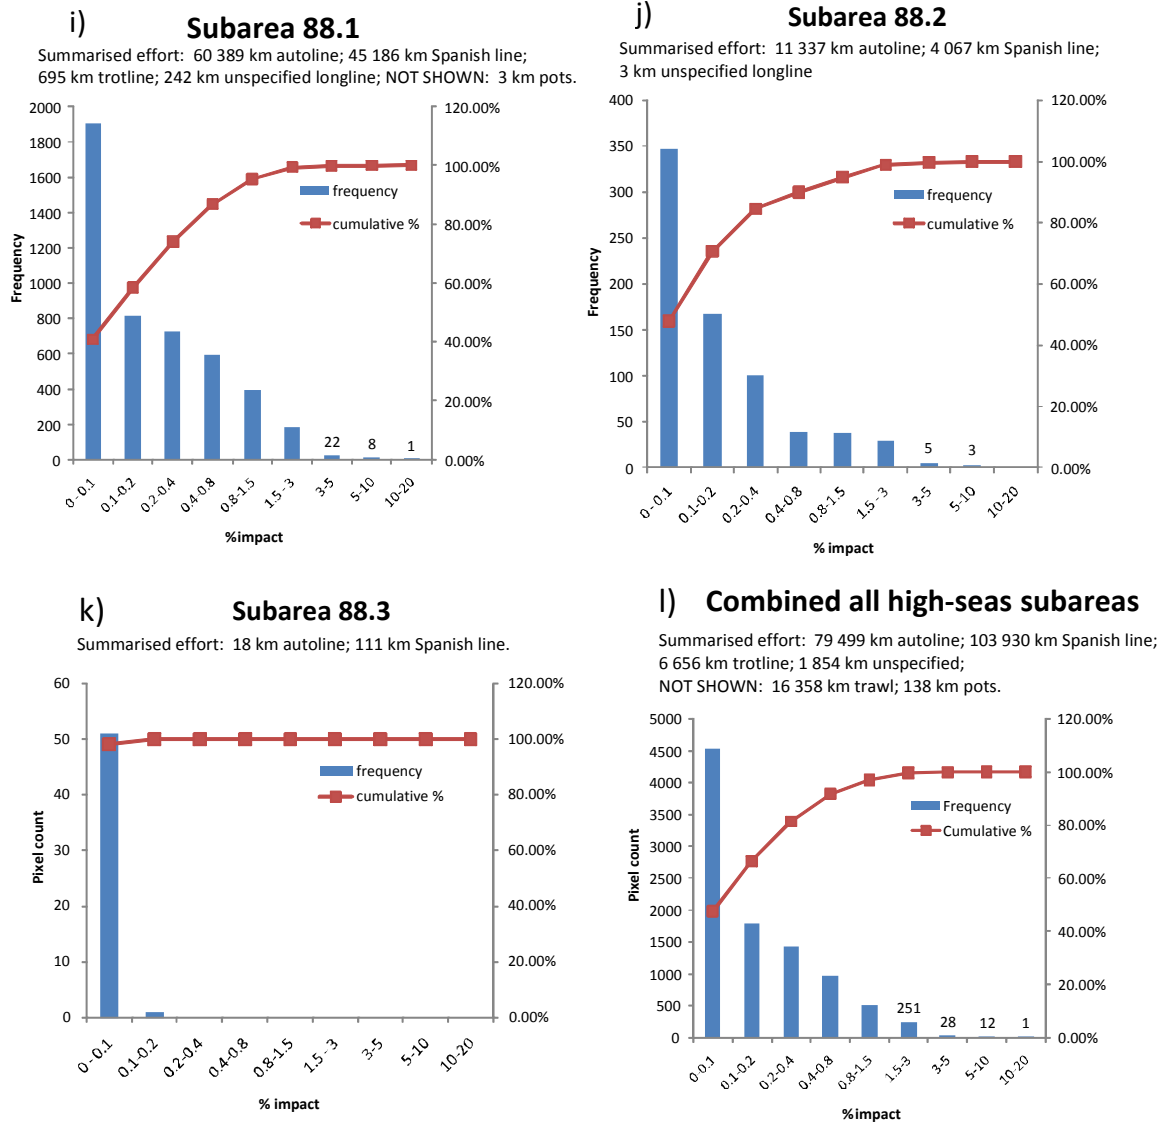 i) Subarea 88.1
Summarised effort: 60 389 km autoline; 45 186 km Spanish line;
695 km trotline; 242 km unspecified longline; NOT SHOWN: 3 km pots.
2000
1800
1600
1400
1200
1000
800
600
400
200
0
Frequency
120.00%
100.00%
80.00%
60.00%
40.00%
20.00%
0.00%
frequency
cumulative %
22 8 1
0 - 0.1 0.1-0.2 0.2-0.4 0.4-0.8 0.8-1.5 1.5 - 3 3-5 5-10 10-20
%impact
j) Subarea 88.2
Summarised effort: 11 337 km autoline; 4 067 km Spanish line;
3 km unspecified longline
400
350
300
250
200
150
100
50
0
Frequency
120.00%
100.00%
80.00%
60.00%
40.00%
20.00%
0.00%
frequency
cumulative %
5 3
0 - 0.1 0.1-0.2 0.2-0.4 0.4-0.8 0.8-1.5 1.5 - 3 3-5 5-10 10-20
% impact
k) Subarea 88.3
Summarised effort: 18 km autoline; 111 km Spanish line.
60
50
40
30
20
10
0
Pixel count
120.00%
100.00%
80.00%
60.00%
40.00%
20.00%
0.00%
frequency
cumulative %
0 - 0.1 0.1-0.2 0.2-0.4 0.4-0.8 0.8-1.5 1.5 - 3 3-5 5-10 10-20
% impact
l) Combined all high-seas subareas
Summarised effort: 79 499 km autoline; 103 930 km Spanish line;
6 656 km trotline; 1 854 km unspecified;
NOT SHOWN: 16 358 km trawl; 138 km pots.
5000
4500
4000
3500
3000
2500
2000
1500
1000
500
0
Pixel count
120.00%
100.00%
80.00%
60.00%
40.00%
20.00%
0.00%
Frequency
Cumulative %
251 28 12 1
0-0.1 0.1-0.2 0.2-0.4 0.4-0.8 0.8-1.5 1.5-3 3-5 5-10 10-20
%impact